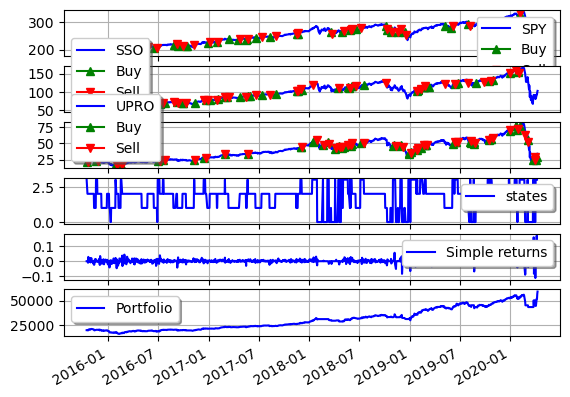 300
200
SPY
Buy
Sell
SSO
Buy
Sell
150
100
50
UPRO
Buy
Sell
75
50
25
2.5
0.0
states
0.1
0.0
−0.1
Simple returns
50000
25000
Portfolio
2016-01
2016-07
2017-01
2017-07
2018-01
2018-07
2019-01
2019-07
2020-01